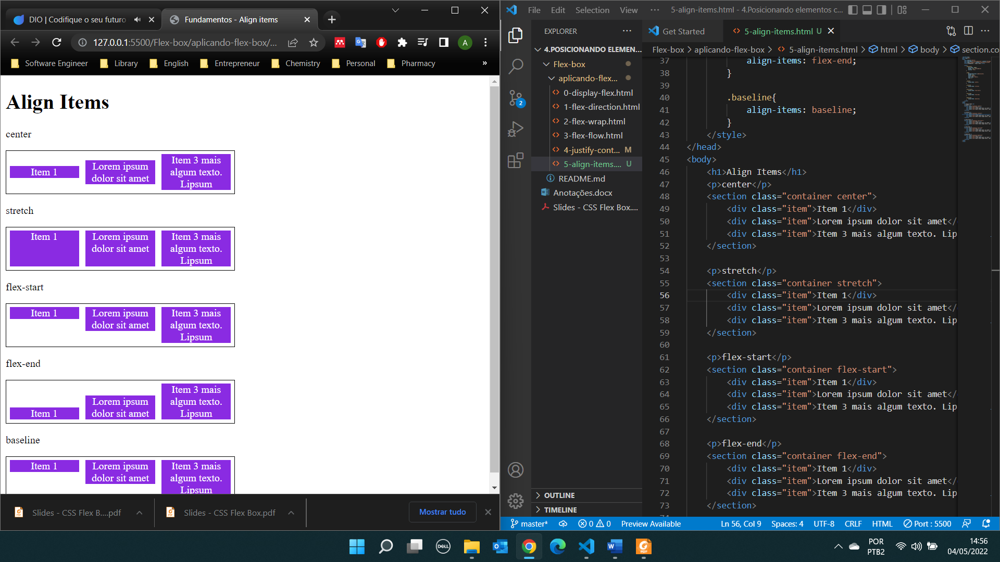 DIO | Codifique o seu futuro
Fundamentos - Align items
127.0.0.1:5500/Flex-box/aplicando-flex-box/...
A
Software Engineer
Library
English
Entrepreneur
Chemistry
Personal
Pharmacy
»
Align Items
center
Item 1
Lorem ipsum
dolor sit amet
Item 3 mais
algum texto.
Lipsum
stretch
Item 1
Lorem ipsum
dolor sit amet
Item 3 mais
algum texto.
Lipsum
flex-start
Item 1
Lorem ipsum
dolor sit amet
Item 3 mais
algum texto.
Lipsum
flex-end
Item 1
Lorem ipsum
dolor sit amet
Item 3 mais
algum texto.
Lipsum
baseline
Item 1
Lorem ipsum
dolor sit amet
Item 3 mais
algum texto.
Lipsum
Slides - CSS Flex B....pdf
Slides - CSS Flex Box.pdf
Mostrar tudo
File Edit Selection View ···
5-align-items.html - 4.Posicionando elementos c...
EXPLORER
4.POSICIONANDO ELEMEN...
Flex-box
aplicando-flex...
0-display-flex.html
1-flex-direction.html
2-flex-wrap.html
3-flex-flow.html
4-justify-cont... M
5-align-items.... U
README.md
Anotações.docx
Slides - CSS Flex Box....
OUTLINE
TIMELINE
2
Get Started
5-align-items.html U
Flex-box > aplicando-flex-box > 5-align-items.html > html > body > section.co
37 align-items: flex-end;
38 }
39
40 .baseline{
41 align-items: baseline;
42 }
43 </style>
44 </head>
45 <body>
46 <h1>Align Items</h1>
47 <p>center</p>
48 <section class="container center">
49 <div class="item">Item 1</div>
50 <div class="item">Lorem ipsum dolor sit amet</
51 <div class="item">Item 3 mais algum texto. Lip
52 </section>
53
54 <p>stretch</p>
55 <section class="container stretch">
56 <div class="item">Item 1</div>
57 <div class="item">Lorem ipsum dolor sit amet</
58 <div class="item">Item 3 mais algum texto. Lip
59 </section>
60
61 <p>flex-start</p>
62 <section class="container flex-start">
63 <div class="item">Item 1</div>
64 <div class="item">Lorem ipsum dolor sit amet</
65 <div class="item">Item 3 mais algum texto. Lip
66 </section>
67
68 <p>flex-end</p>
69 <section class="container flex-end">
70 <div class="item">Item 1</div>
71 <div class="item">Lorem ipsum dolor sit amet</
72 <div class="item">Item 3 mais algum texto. Lip
73 </section>
master*
0 0
Preview Available
Ln 56, Col 9
Spaces: 4
UTF-8
CRLF
HTML
Port : 5500
DELL
PDF
POR
PTB2
14:56
04/05/2022